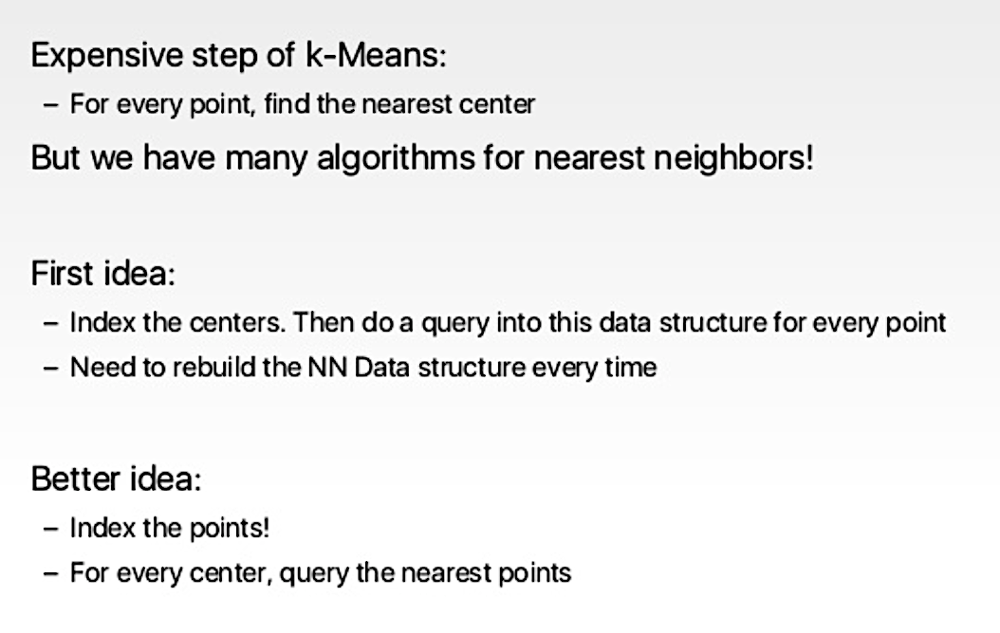 Expensive step of k-Means:
– For every point, find the nearest center
But we have many algorithms for nearest neighbors!
First idea:
– Index the centers. Then do a query into this data structure for every point
– Need to rebuild the NN Data structure every time
Better idea:
– Index the points!
– For every center, query the nearest points